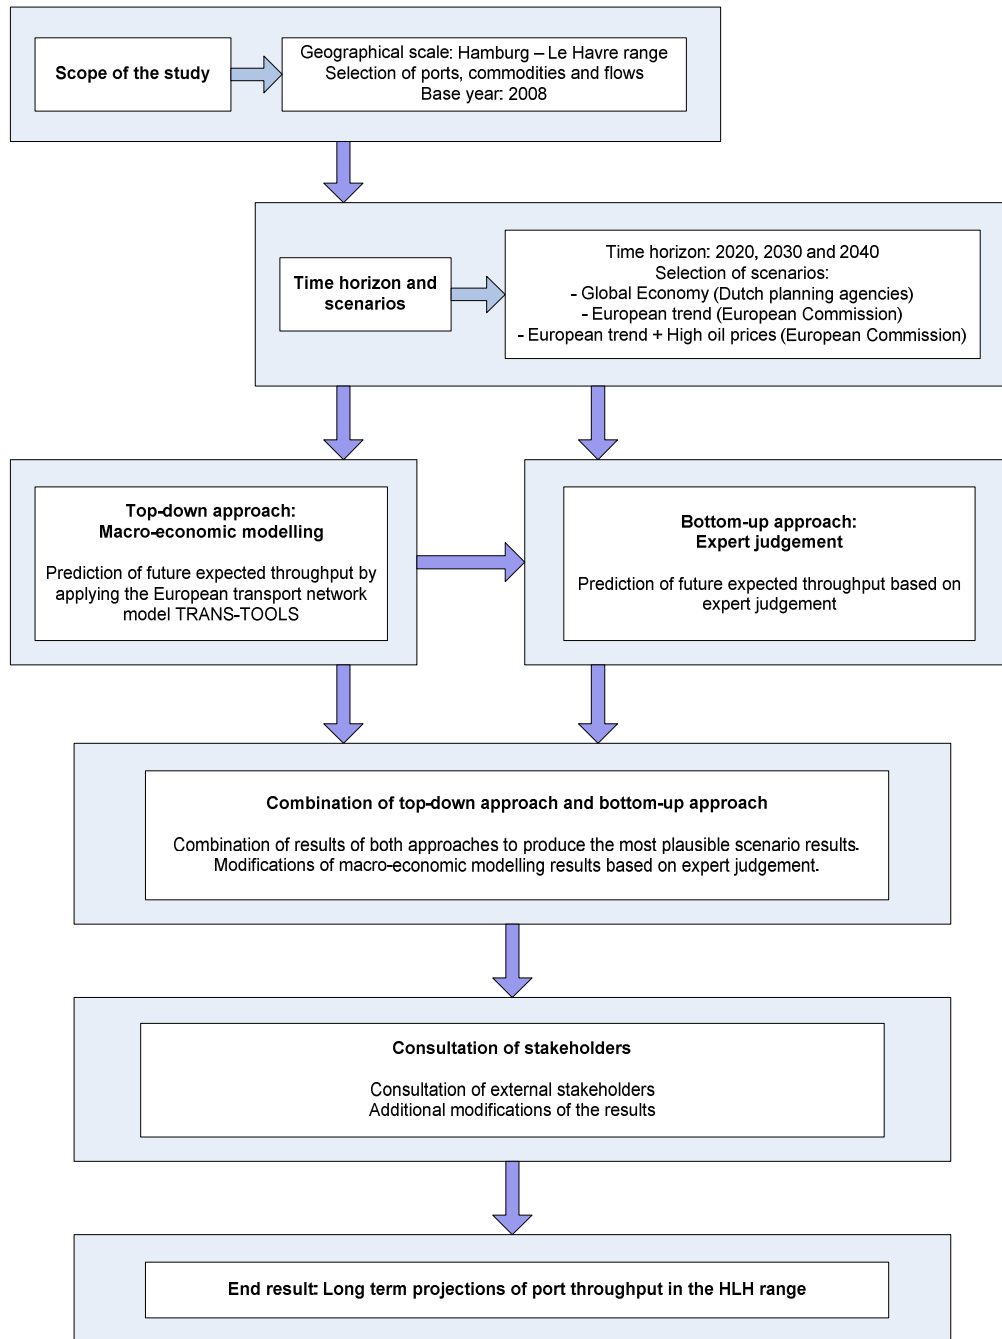 Scope of the study
Geographical scale: Hamburg – Le Havre range
Selection of ports, commodities and flows
Base year: 2008
Time horizon and
scenarios
Time horizon: 2020, 2030 and 2040
Selection of scenarios:
- Global Economy (Dutch planning agencies)
- European trend (European Commission)
- European trend + High oil prices (European Commission)
Top-down approach:
Macro-economic modelling
Prediction of future expected throughput by
applying the European transport network
model TRANS-TOOLS
Bottom-up approach:
Expert judgement
Prediction of future expected throughput based on
expert judgement
Combination of top-down approach and bottom-up approach
Combination of results of both approaches to produce the most plausible scenario results.
Modifications of macro-economic modelling results based on expert judgement.
Consultation of stakeholders
Consultation of external stakeholders
Additional modifications of the results
End result: Long term projections of port throughput in the HLH range